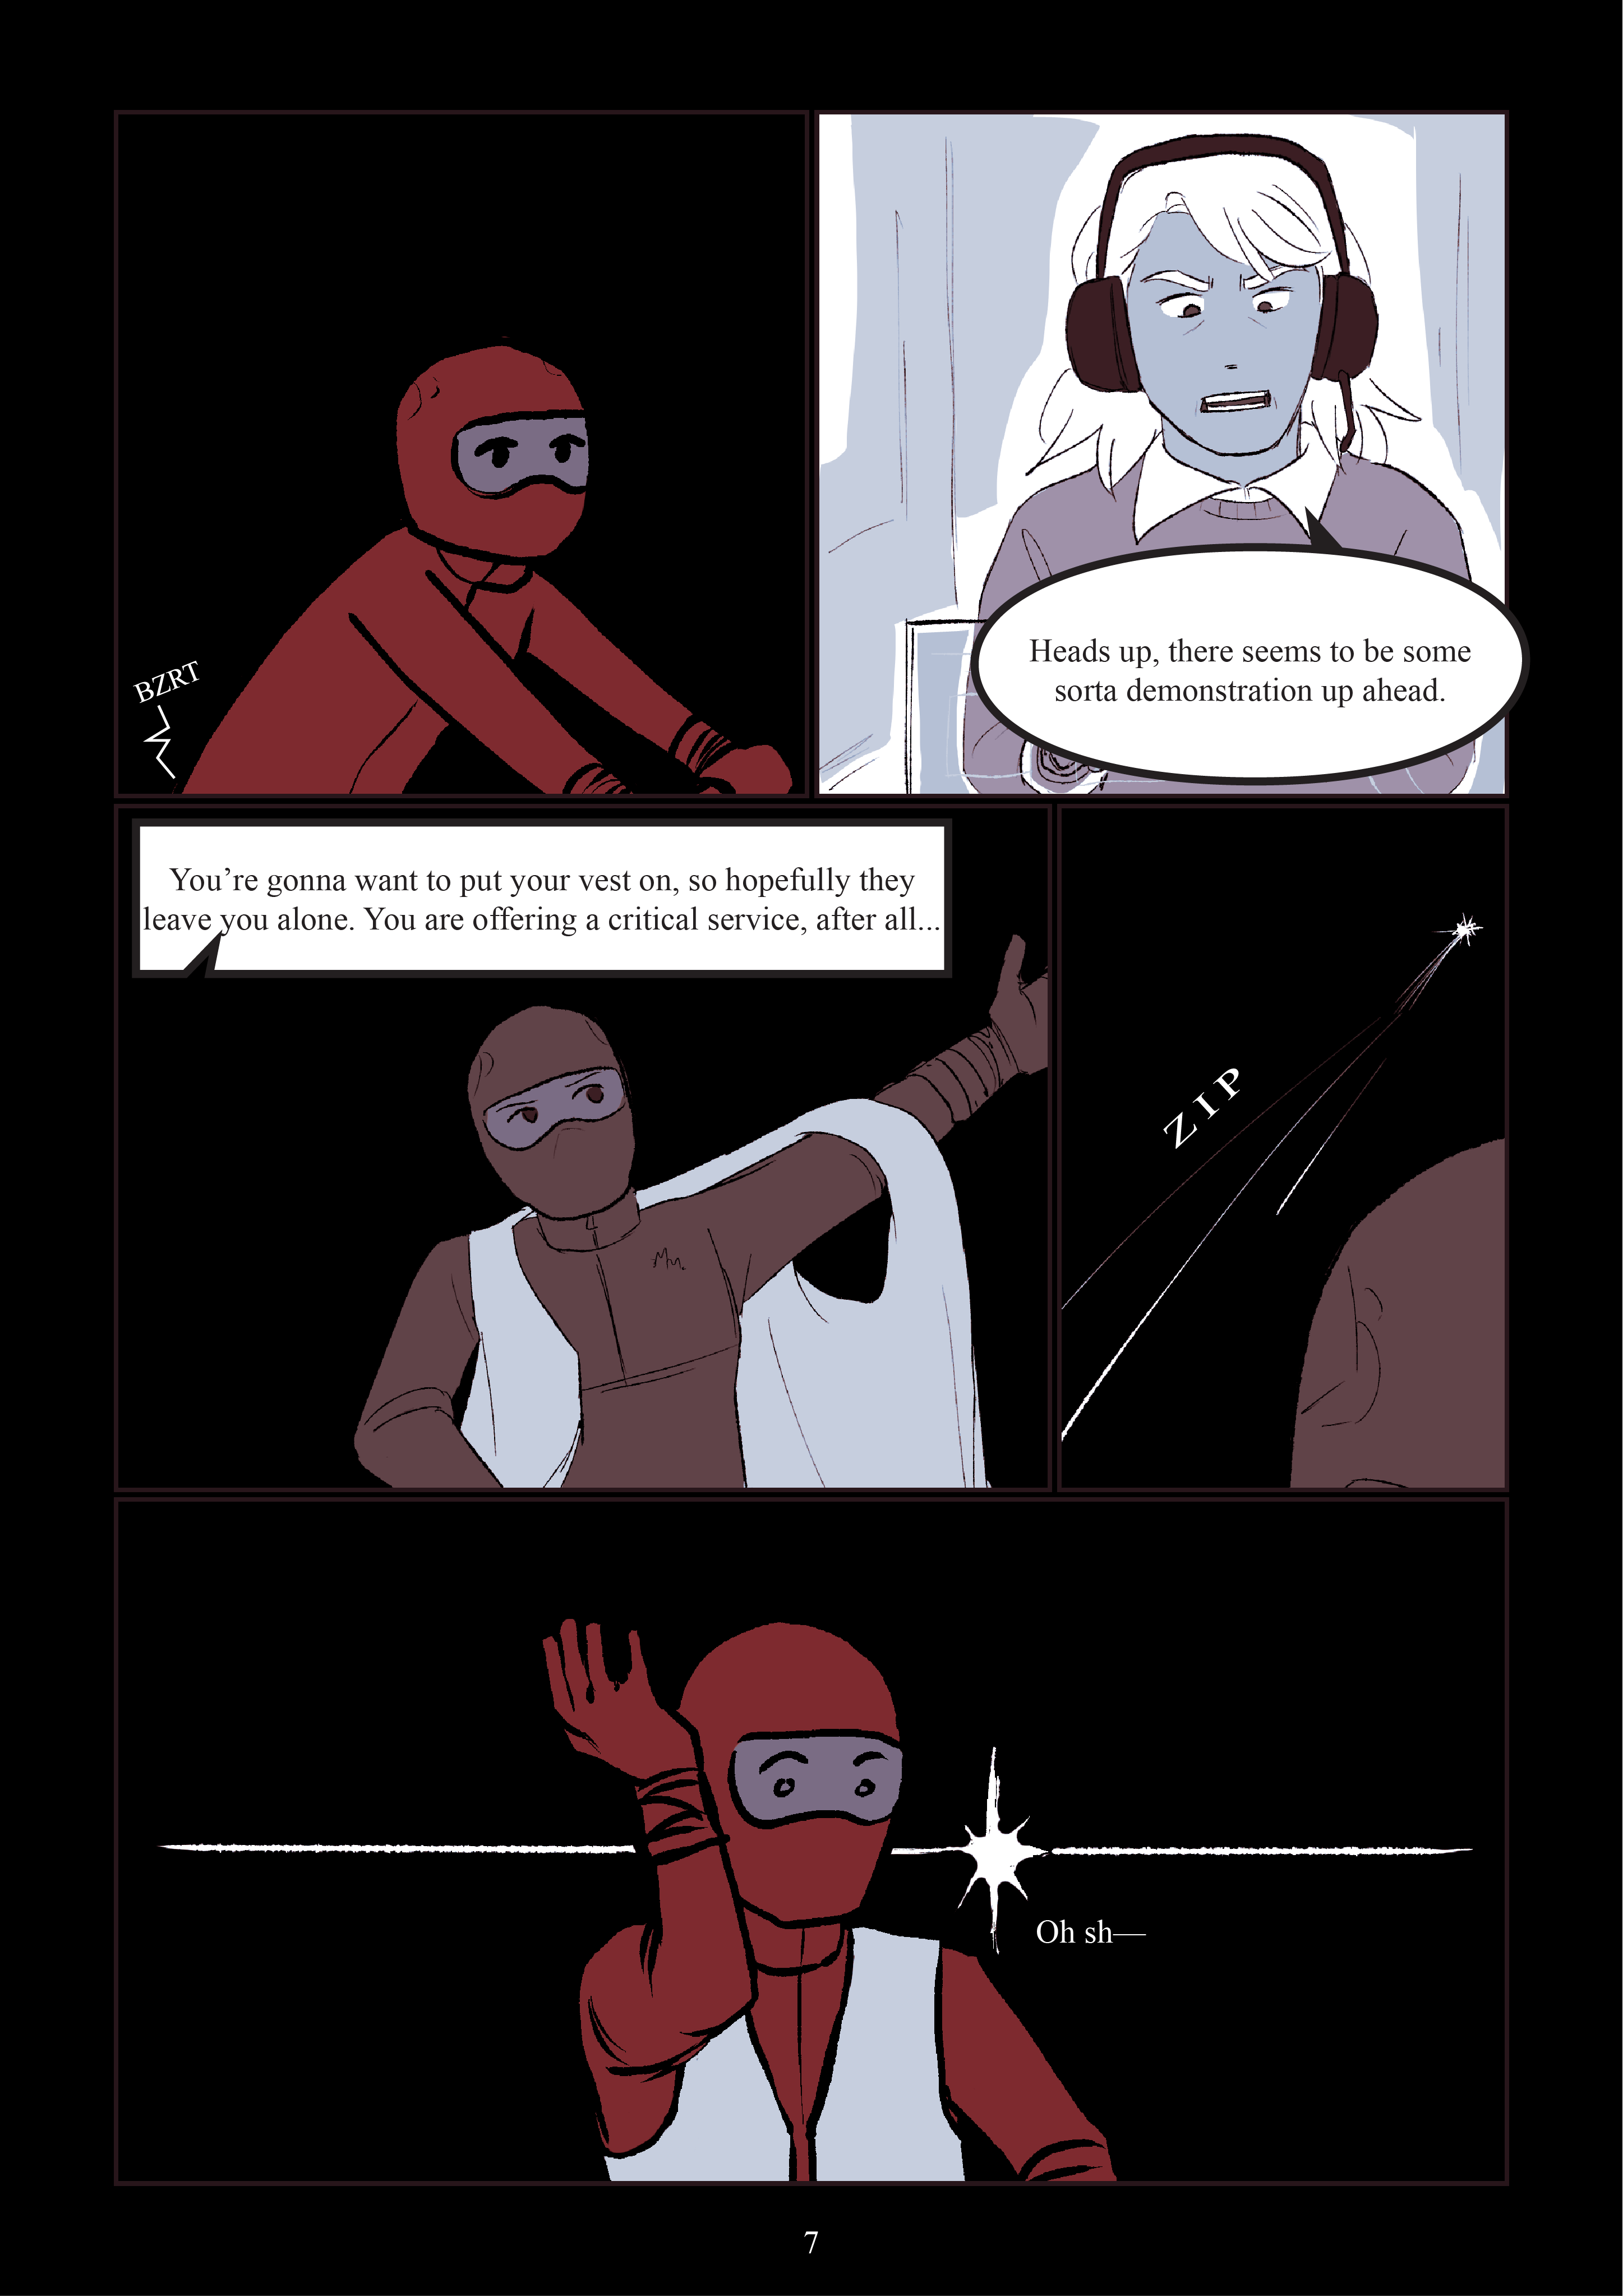 BZRT
Heads up, there seems to be some
sorta demonstration up ahead.
You're gonna want to put your vest on, so hopefully they
leave you alone. You are offering a critical service, after all...
ZIP
Oh sh—
7